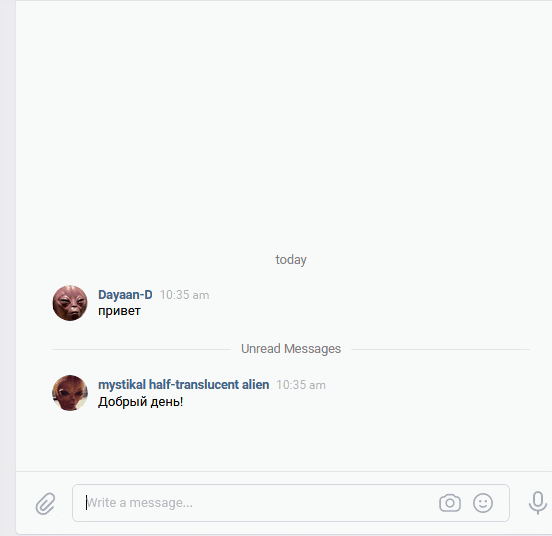 today
Dayaan-D 10:35 am
привет
Unread Messages
mystikal half-translucent alien 10:35 am
Добрый день!
Write a message...